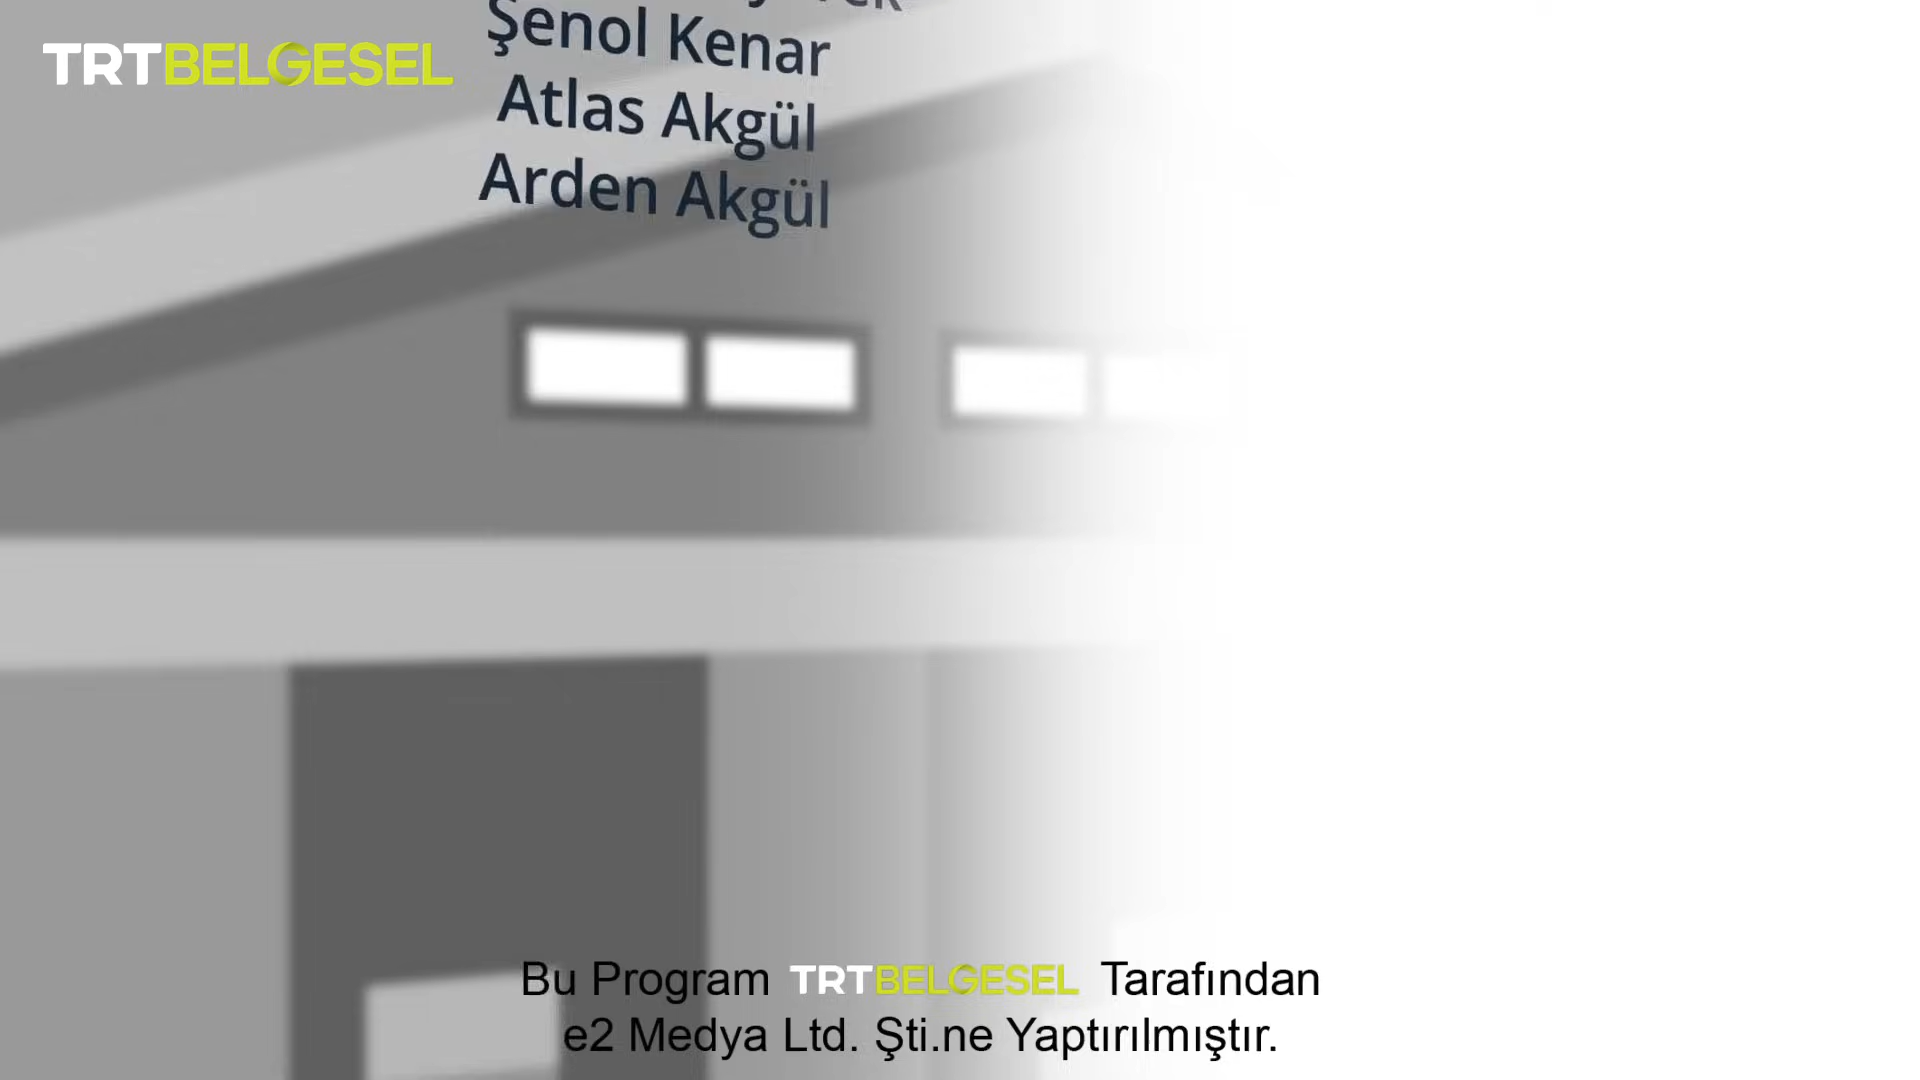 TRTBELGESEL
Şenol Kenar
Atlas Akgül
Arden Akgül
Bu Program TRTBELGESEL Tarafından
e2 Medya Ltd. Şti.ne Yaptırılmıştır.